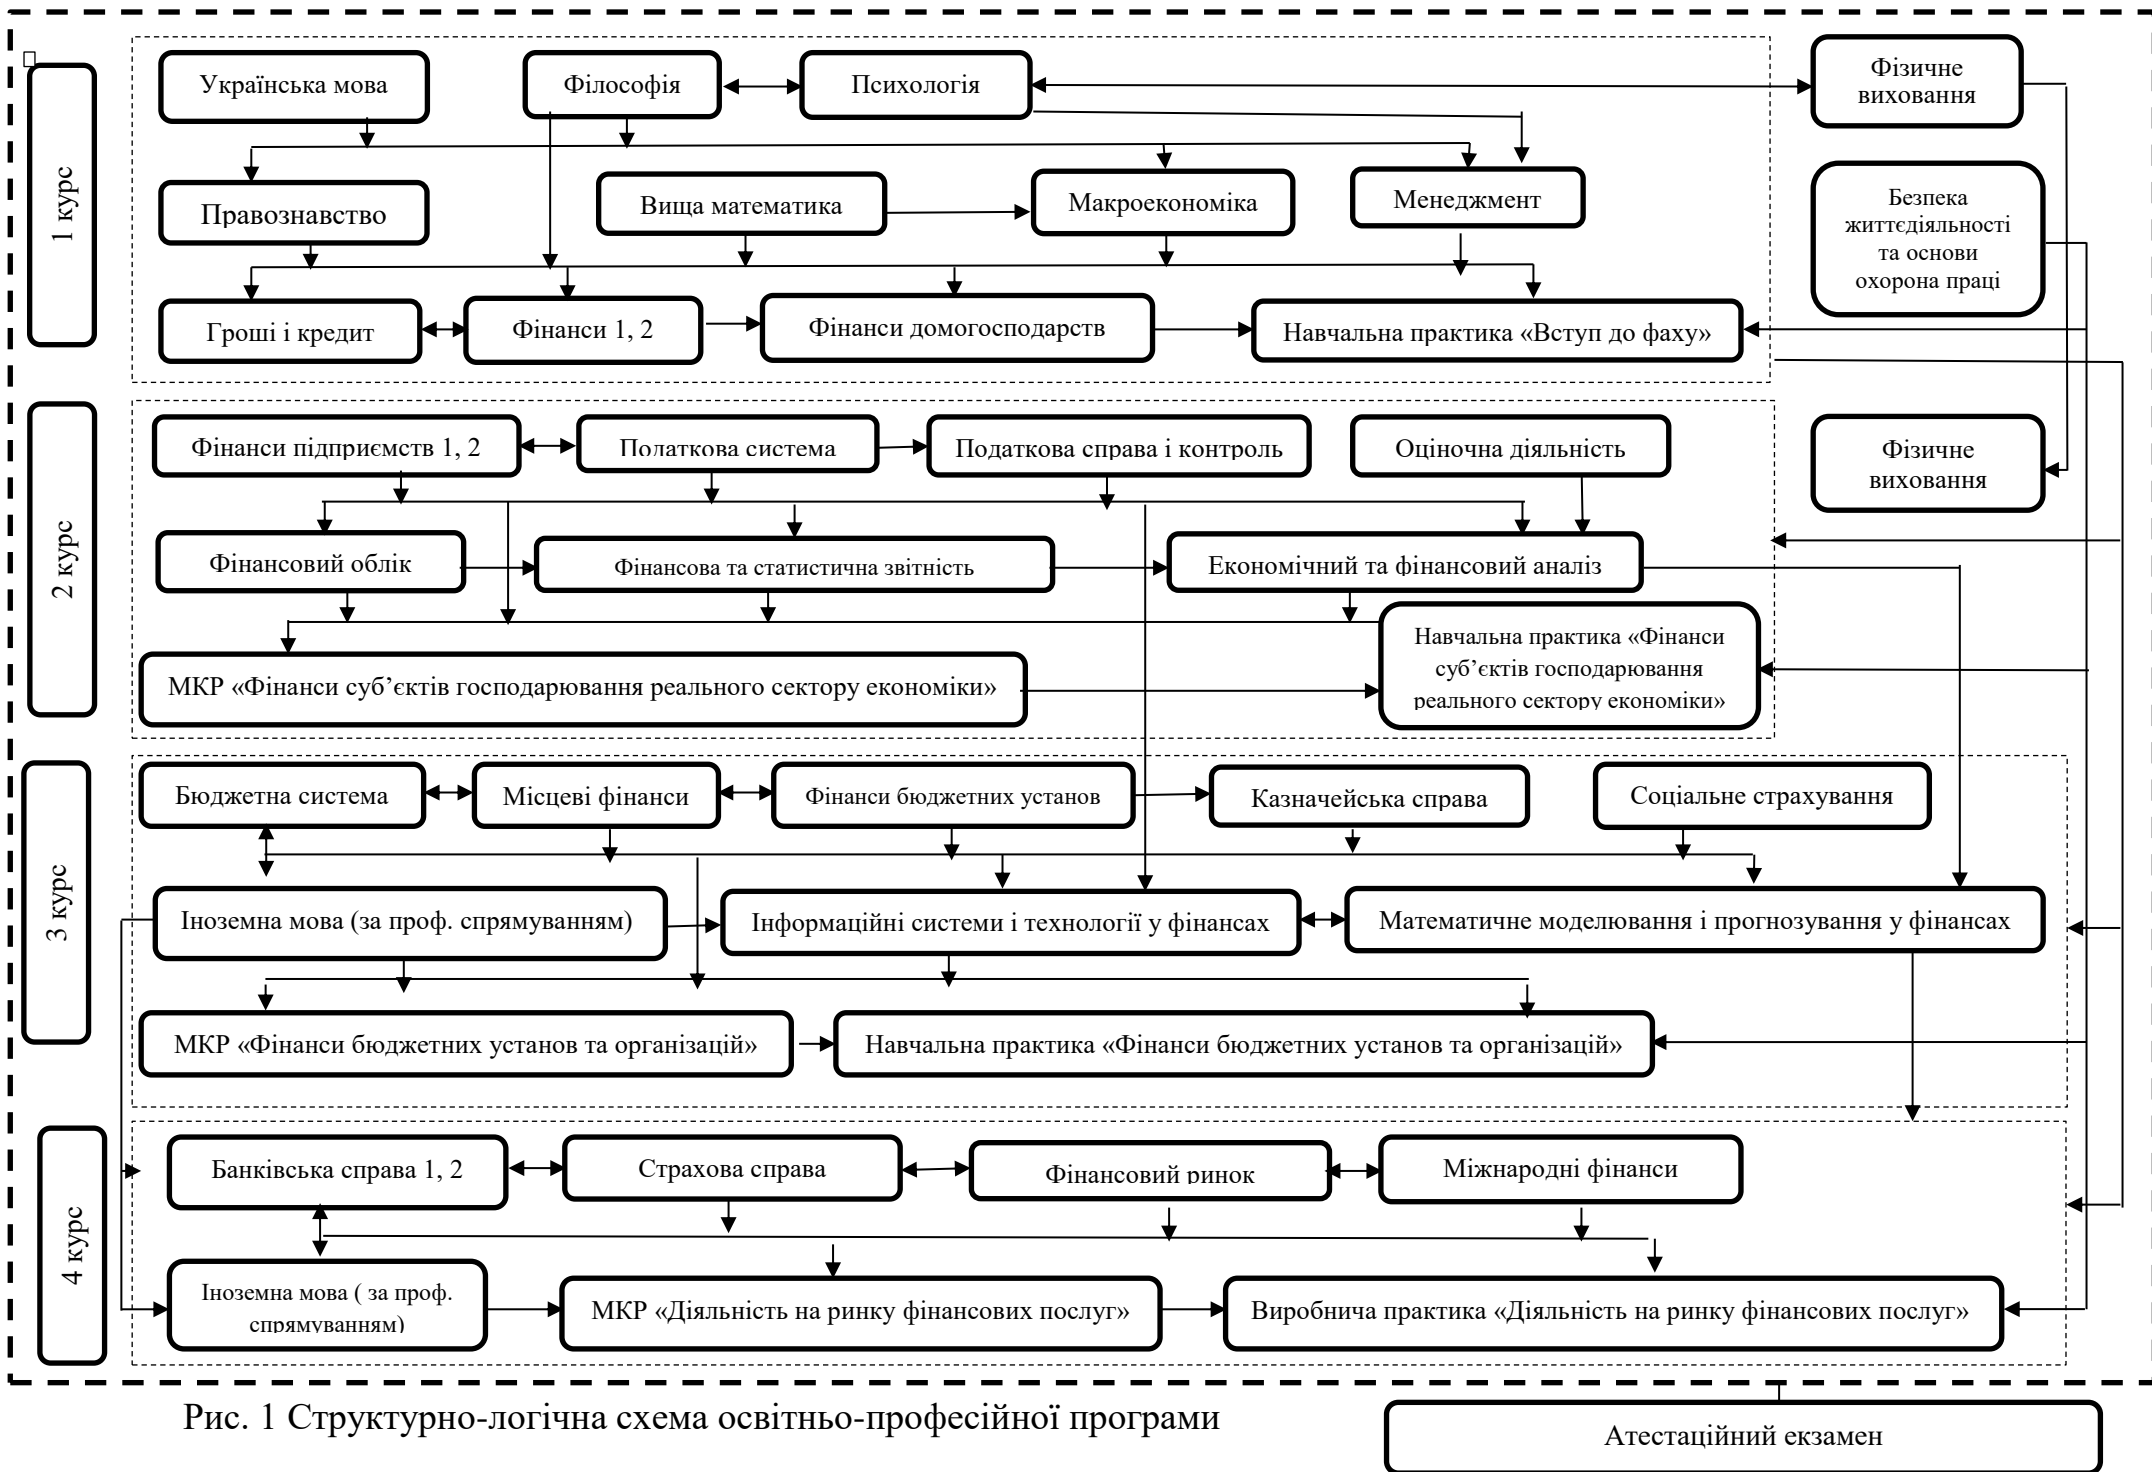 1 курс
Українська мова
Філософія
Психологія
Фізичне
виховання
Правознавство
Вища математика
Макроекономіка
Менеджмент
Безпека
життєдіяльності
та основи
охорона праці
Гроші і кредит
Фінанси 1, 2
Фінанси домогосподарств
Навчальна практика «Вступ до фаху»
2 курс
Фінанси підприємств 1, 2
Податкова система
Податкова справа і контроль
Оціночна діяльність
Фізичне
виховання
Фінансовий облік
Фінансова та статистична звітність
Економічний та фінансовий аналіз
МКР «Фінанси суб’єктів господарювання реального сектору економіки»
Навчальна практика «Фінанси
суб’єктів господарювання
реального сектору економіки»
3 курс
Бюджетна система
Місцеві фінанси
Фінанси бюджетних установ
Казначейська справа
Соціальне страхування
Іноземна мова (за проф. спрямуванням)
Інформаційні системи і технології у фінансах
Математичне моделювання і прогнозування у фінансах
МКР «Фінанси бюджетних установ та організацій»
Навчальна практика «Фінанси бюджетних установ та організацій»
4 курс
Банківська справа 1, 2
Страхова справа
Фінансовий ринок
Міжнародні фінанси
Іноземна мова ( за проф.
спрямуванням)
МКР «Діяльність на ринку фінансових послуг»
Виробнича практика «Діяльність на ринку фінансових послуг»
Рис. 1 Структурно-логічна схема освітньо-професійної програми
Атестаційний екзамен